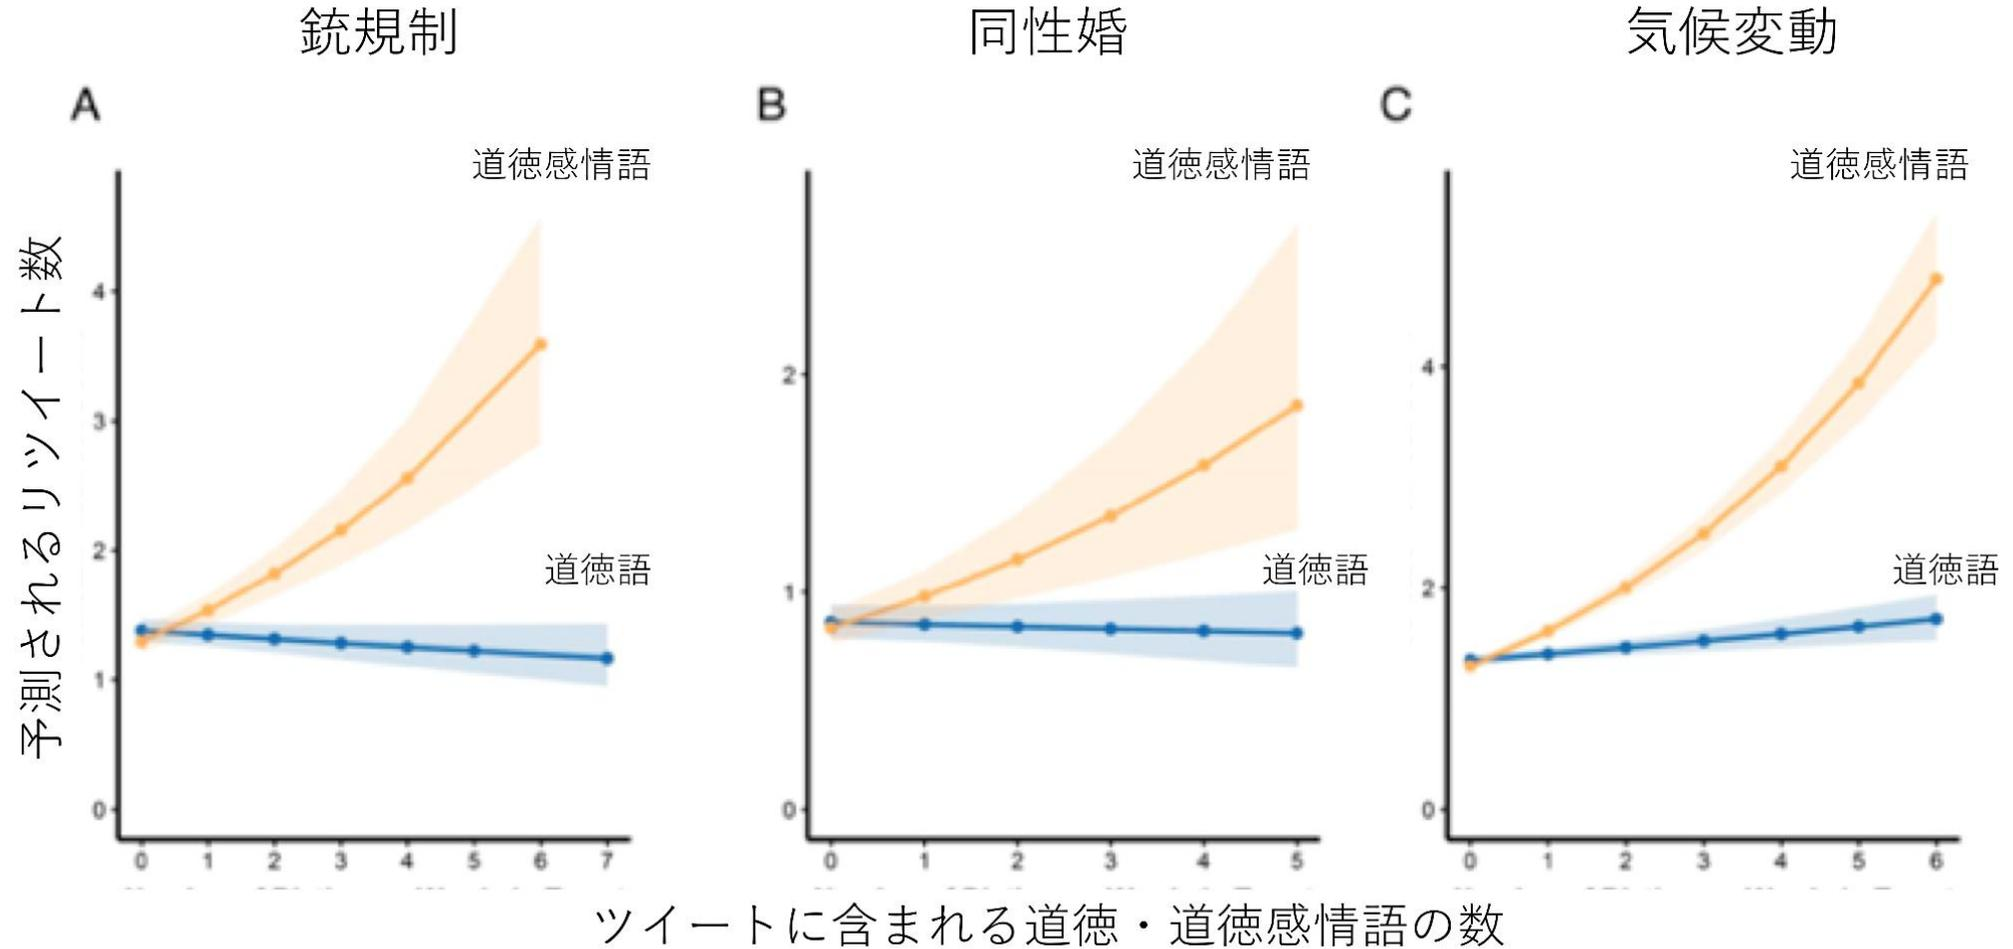 銃規制
同性婚
気候変動
A
B
C
道徳感情語
道徳感情語
道徳感情語
道徳語
道徳語
道徳語
予測されるリツイート数
4
3
2
1
0
2
1
0
4
2
0
0 1 2 3 4 5 6 7
0 1 2 3 4 5
0 1 2 3 4 5 6
ツイートに含まれる道徳・道徳感情語の数